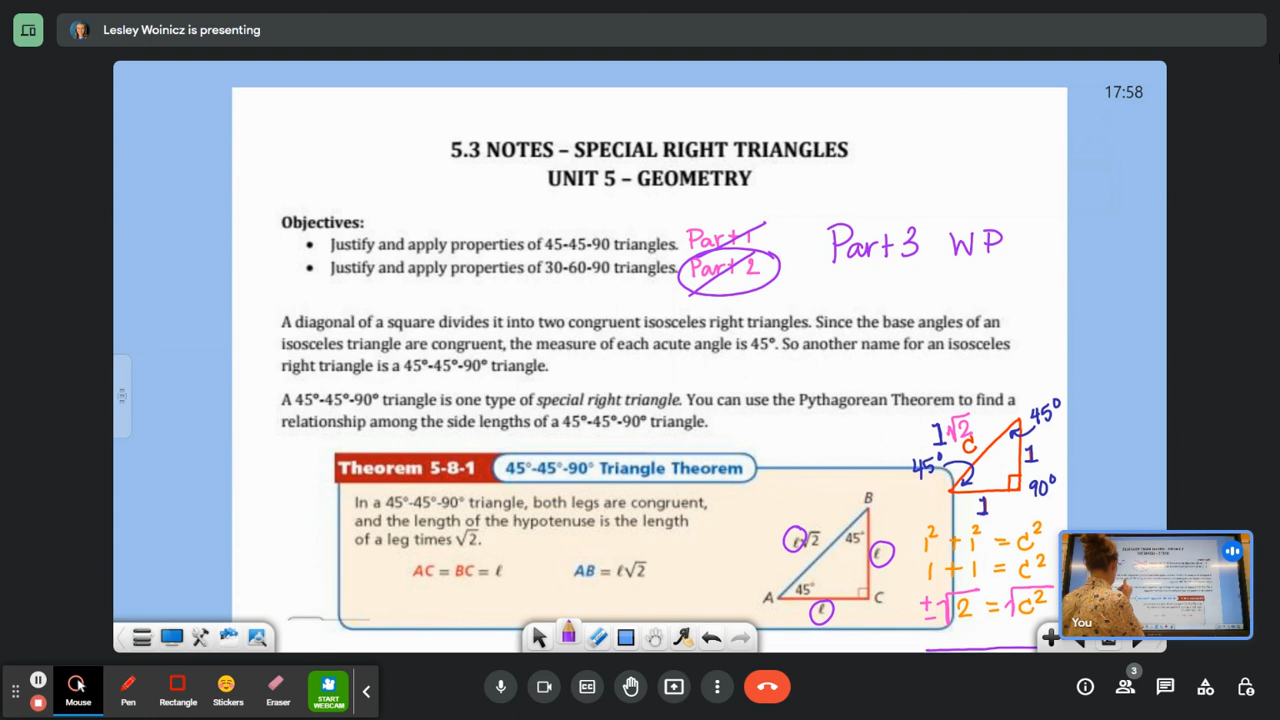 Lesley Woinicz is presenting
17:58
5.3 NOTES – SPECIAL RIGHT TRIANGLES
UNIT 5 – GEOMETRY
Objectives:
• Justify and apply properties of 45-45-90 triangles. Part 1
• Justify and apply properties of 30-60-90 triangles. Part 2
Part 3 WP
A diagonal of a square divides it into two congruent isosceles right triangles. Since the base angles of an
isosceles triangle are congruent, the measure of each acute angle is 45°. So another name for an isosceles
right triangle is a 45°-45°-90° triangle.
A 45°-45°-90° triangle is one type of special right triangle. You can use the Pythagorean Theorem to find a
relationship among the side lengths of a 45°-45°-90° triangle.
Theorem 5-8-1 45°-45°-90° Triangle Theorem
In a 45°-45°-90° triangle, both legs are congruent,
and the length of the hypotenuse is the length
of a leg times √2.
AC = BC = ℓ AB = ℓ√2
B
ℓ√2 45° ℓ
45°
A ℓ C
45°
1√2
c
45° 1
90°
1
1² + 1² = c²
1 + 1 = c²
±√2 = √c²
You
Mouse
Pen
Rectangle
Stickers
Eraser
START
WEBCAM
3